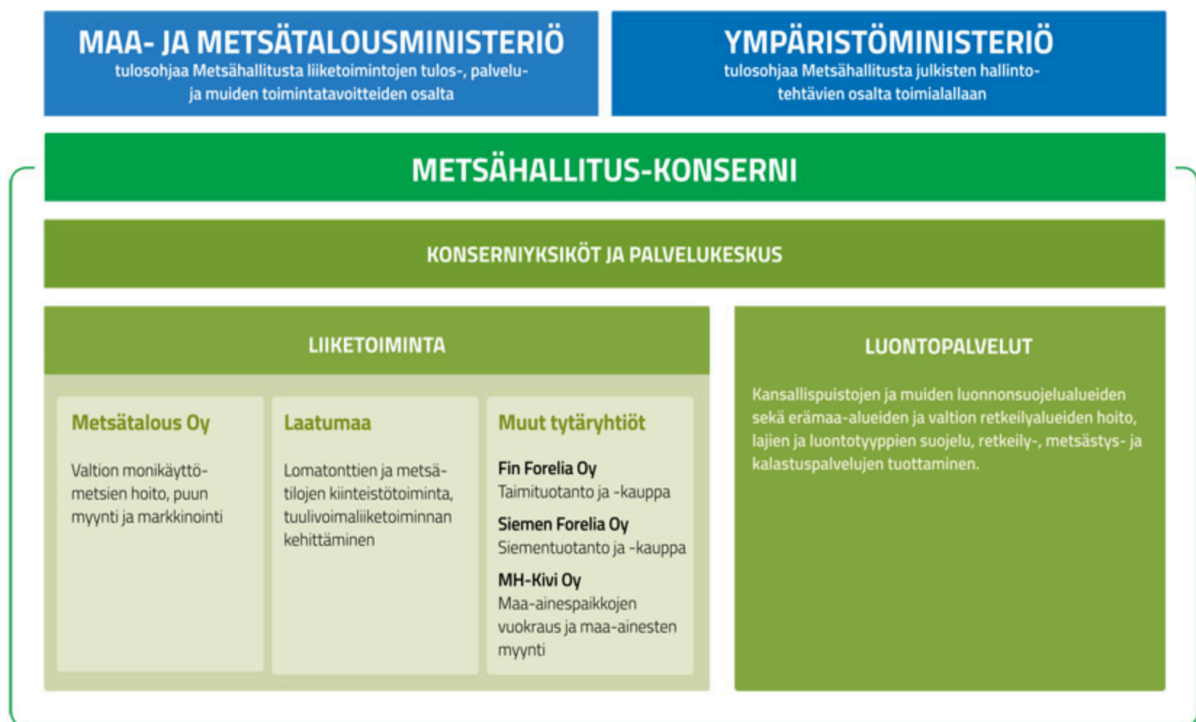 MAA- JA METSÄTALOUSMINISTERIÖ
tulosohjaa Metsähallitusta liiketoimintojen tulos-, palvelu-
ja muiden toimintatavoitteiden osalta
YMPÄRISTÖMINISTERIÖ
tulosohjaa Metsähallitusta julkisten hallinto-
tehtävien osalta toimialallaan
METSÄHALLITUS-KONSERNI
KONSERNIYKSIKÖT JA PALVELUKESKUS
LIIKETOIMINTA
Metsätalous Oy
Valtion monikäyttö-
metsien hoito, puun
myynti ja markkinointi
Laatumaa
Lomatonttien ja metsä-
tilojen kiinteistötoiminta,
tuulivoimaliiketoiminnan
kehittäminen
Muut tytäryhtiöt
Fin Forelia Oy
Taimituotanto ja -kauppa
Siemen Forelia Oy
Siementuotanto ja -kauppa
MH-Kivi Oy
Maa-ainespaikkojen
vuokraus ja maa-ainesten
myynti
LUONTOPALVELUT
Kansallispuistojen ja muiden luonnonsuojelualueiden
sekä erämaa-alueiden ja valtion retkeilyalueiden hoito,
lajien ja luontotyyppien suojelu, retkeily-, metsästys- ja
kalastuspalvelujen tuottaminen.